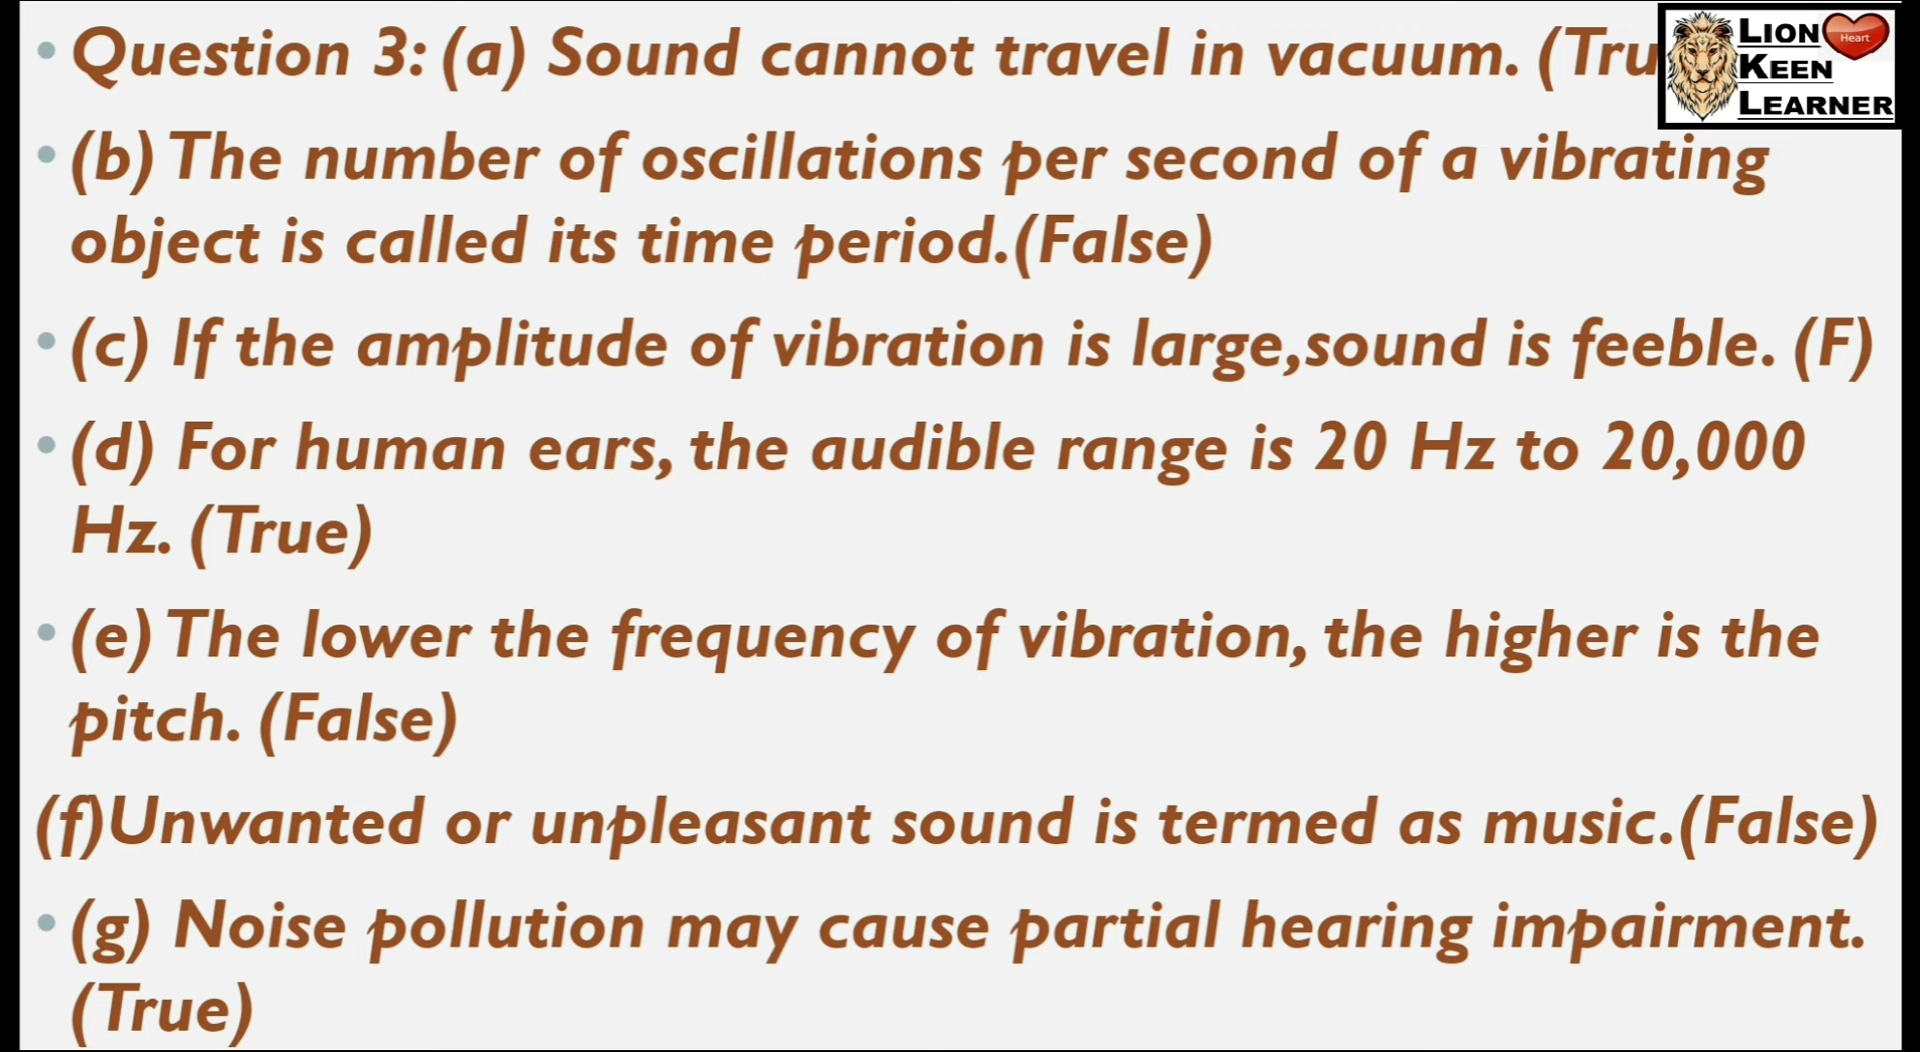 • Question 3: (a) Sound cannot travel in vacuum. (Tru
LION Heart
KEEN
LEARNER
• (b) The number of oscillations per second of a vibrating
object is called its time period.(False)
• (c) If the amplitude of vibration is large,sound is feeble. (F)
• (d) For human ears, the audible range is 20 Hz to 20,000
Hz. (True)
• (e) The lower the frequency of vibration, the higher is the
pitch. (False)
(f)Unwanted or unpleasant sound is termed as music.(False)
• (g) Noise pollution may cause partial hearing impairment.
(True)